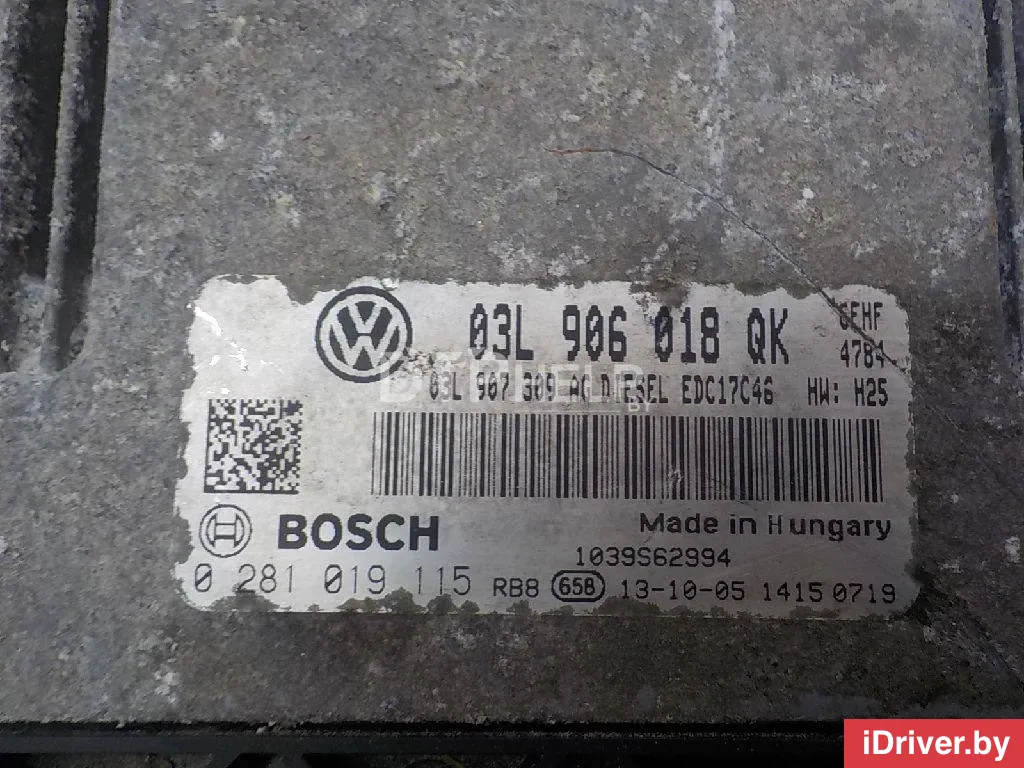 03L 906 018 QK
4784
03L 907 309 AC DIESEL EDC17C46 HW: H25
BOSCH
Made in Hungary
1039S62994
0 281 019 115 RB8 658 13-10-05 1415 0719
iDriver.by